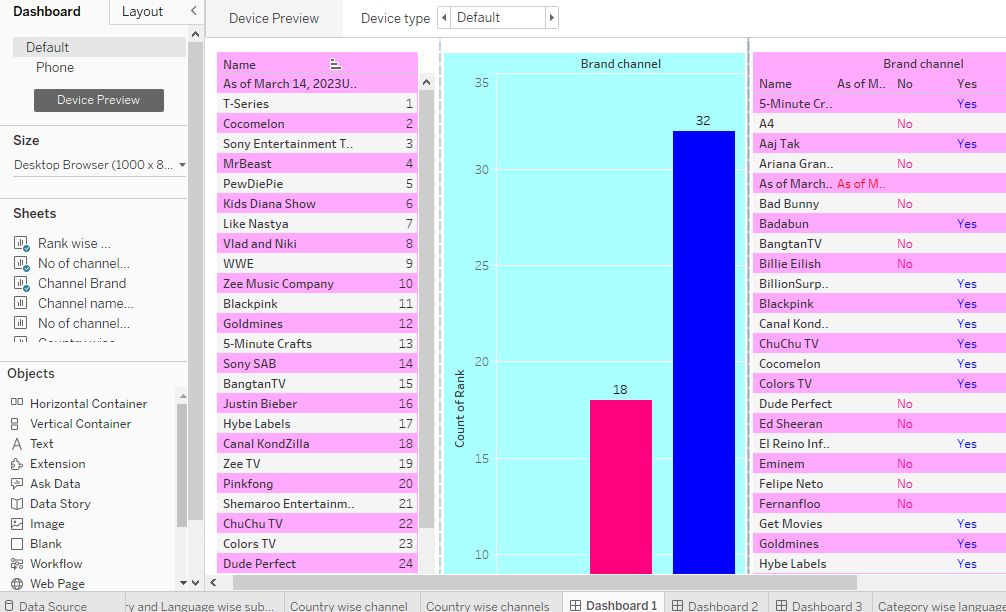 Dashboard
Layout
Default
Phone
Device Preview
Size
Desktop Browser (1000 x 8...
Sheets
Rank wise ...
No of channel...
Channel Brand
Channel name...
No of channel...
Objects
Horizontal Container
Vertical Container
Text
Extension
Ask Data
Data Story
Image
Blank
Workflow
Web Page
Device Preview
Device type
Default
Name
As of March 14, 2023U..
T-Series 1
Cocomelon 2
Sony Entertainment T.. 3
MrBeast 4
PewDiePie 5
Kids Diana Show 6
Like Nastya 7
Vlad and Niki 8
WWE 9
Zee Music Company 10
Blackpink 11
Goldmines 12
5-Minute Crafts 13
Sony SAB 14
BangtanTV 15
Justin Bieber 16
Hybe Labels 17
Canal KondZilla 18
Zee TV 19
Pinkfong 20
Shemaroo Entertainm.. 21
ChuChu TV 22
Colors TV 23
Dude Perfect 24
Brand channel
35
30
25
20
15
10
Count of Rank
18
32
Brand channel
Name As of M.. No Yes
5-Minute Cr.. Yes
A4 No
Aaj Tak Yes
Ariana Gran.. No
As of March.. As of M..
Bad Bunny No
Badabun Yes
BangtanTV No
Billie Eilish No
BillionSurp.. Yes
Blackpink Yes
Canal Kond.. Yes
ChuChu TV Yes
Cocomelon Yes
Colors TV Yes
Dude Perfect No
Ed Sheeran No
El Reino Inf.. Yes
Eminem No
Felipe Neto No
Fernanfloo No
Get Movies Yes
Goldmines Yes
Hybe Labels Yes
Data Source
ry and Language wise sub...
Country wise channel
Country wise channels
Dashboard 1
Dashboard 2
Dashboard 3
Category wise language